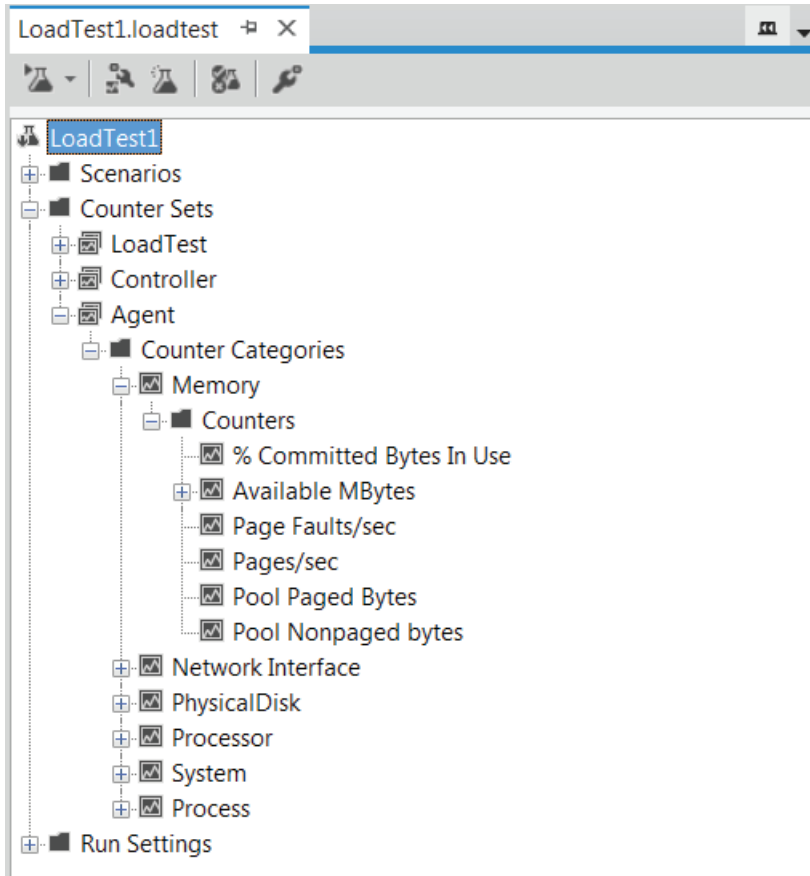 LoadTest1.loadtest
LoadTest1
Scenarios
Counter Sets
LoadTest
Controller
Agent
Counter Categories
Memory
Counters
% Committed Bytes In Use
Available MBytes
Page Faults/sec
Pages/sec
Pool Paged Bytes
Pool Nonpaged bytes
Network Interface
PhysicalDisk
Processor
System
Process
Run Settings